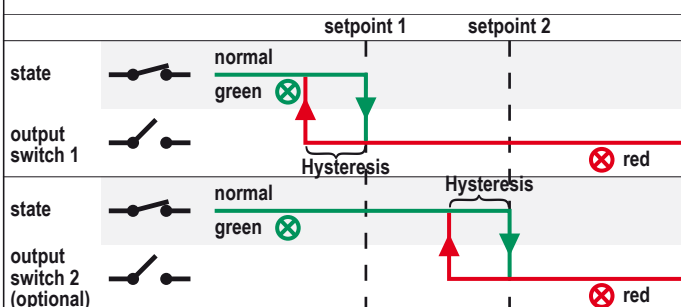 setpoint 1 setpoint 2
state
normal
green
output
switch 1
Hysteresis
red
state
normal
green
Hysteresis
output
switch 2
(optional)
red